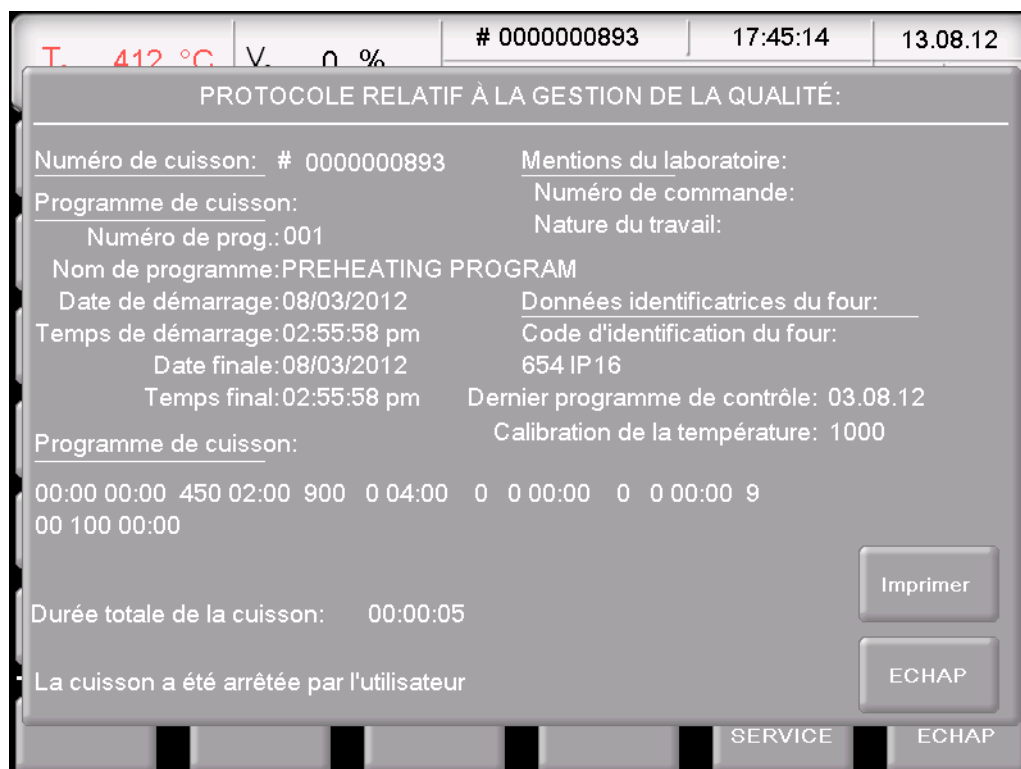 T. 412 °C V. 0 % # 0000000893 17:45:14 13.08.12
PROTOCOLE RELATIF À LA GESTION DE LA QUALITÉ:
Numéro de cuisson: # 0000000893
Mentions du laboratoire:
Numéro de commande:
Nature du travail:
Programme de cuisson:
Numéro de prog.: 001
Nom de programme: PREHEATING PROGRAM
Date de démarrage: 08/03/2012
Temps de démarrage: 02:55:58 pm
Date finale: 08/03/2012
Temps final: 02:55:58 pm
Données identificatrices du four:
Code d'identification du four:
654 IP16
Dernier programme de contrôle: 03.08.12
Calibration de la température: 1000
Programme de cuisson:
00:00 00:00 450 02:00 900 0 04:00 0 0 00:00 0 0 00:00 9
00 100 00:00
Imprimer
Durée totale de la cuisson: 00:00:05
La cuisson a été arrêtée par l'utilisateur
ECHAP
SERVICE ECHAP